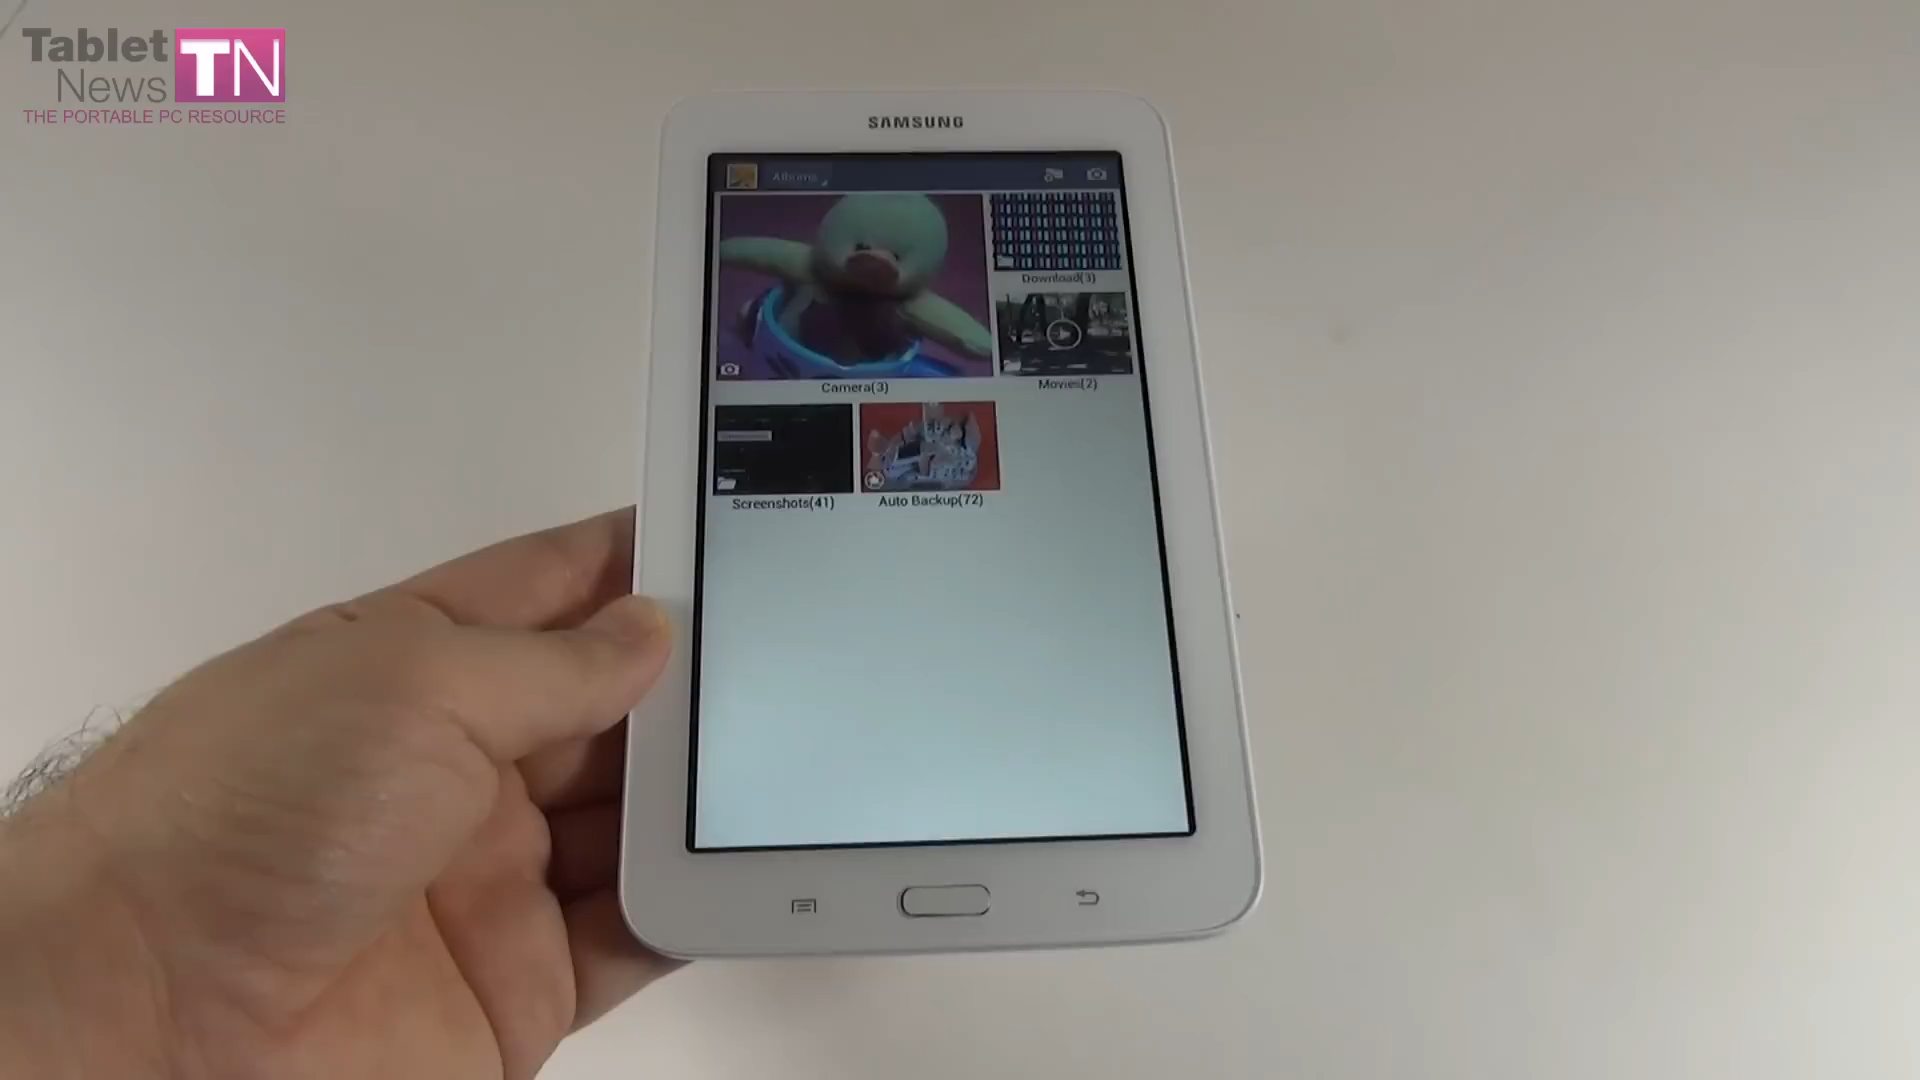 Tablet
News TN
THE PORTABLE PC RESOURCE
SAMSUNG
Albums
Download(3)
Camera(3)
Movies(2)
Screenshots(41)
Auto Backup(72)